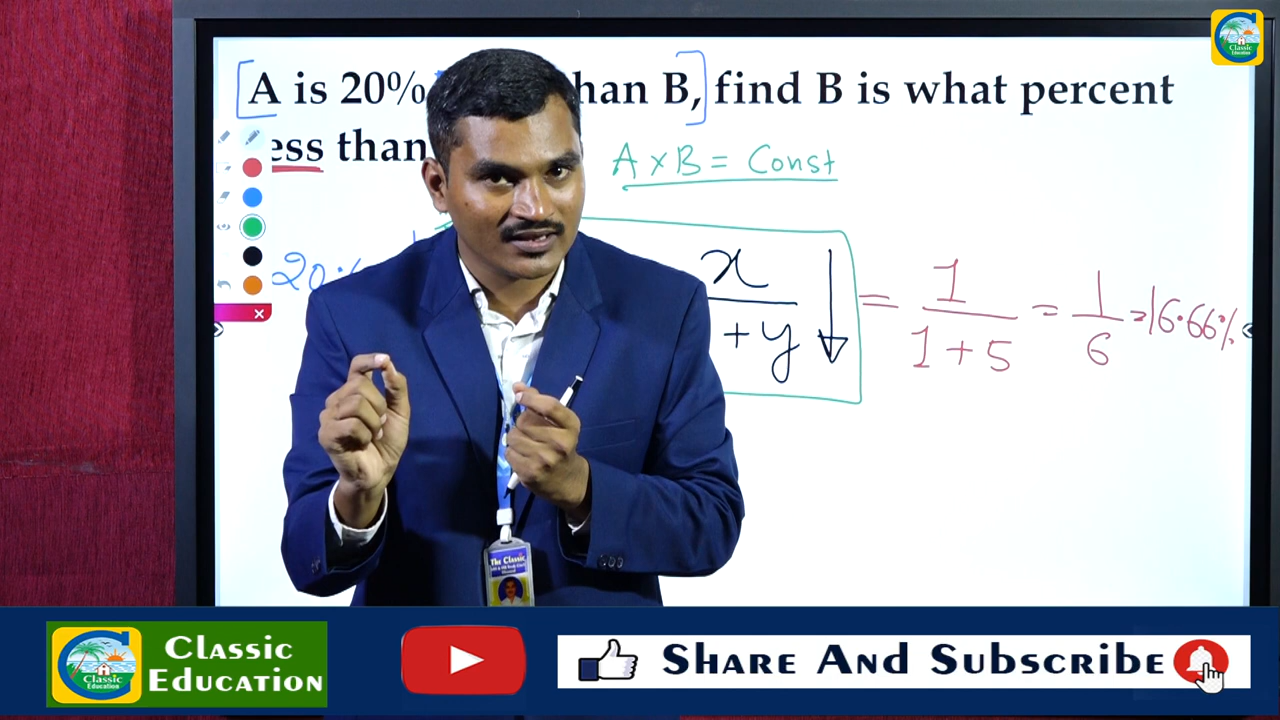 A is 20% han B, find B is what percent
ess than
A × B = Const
20%
x
+ y
= 1 / 1 + 5 = 1 / 6 = 16.66%
Classic
The Classic
Classic
Education
Classic
Education
Share And Subscribe